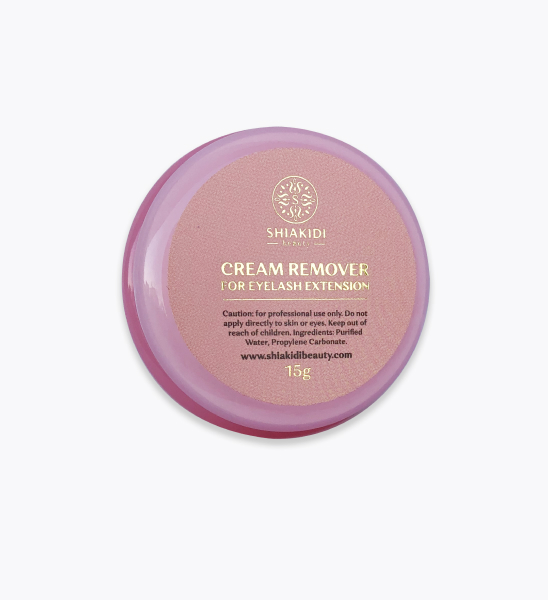 S
SHIAKIDI
beauty
CREAM REMOVER
FOR EYELASH EXTENSION
Caution: for professional use only. Do not
apply directly to skin or eyes. Keep out of
reach of children. Ingredients: Purified
Water, Propylene Carbonate.
www.shiakidibeauty.com
15g